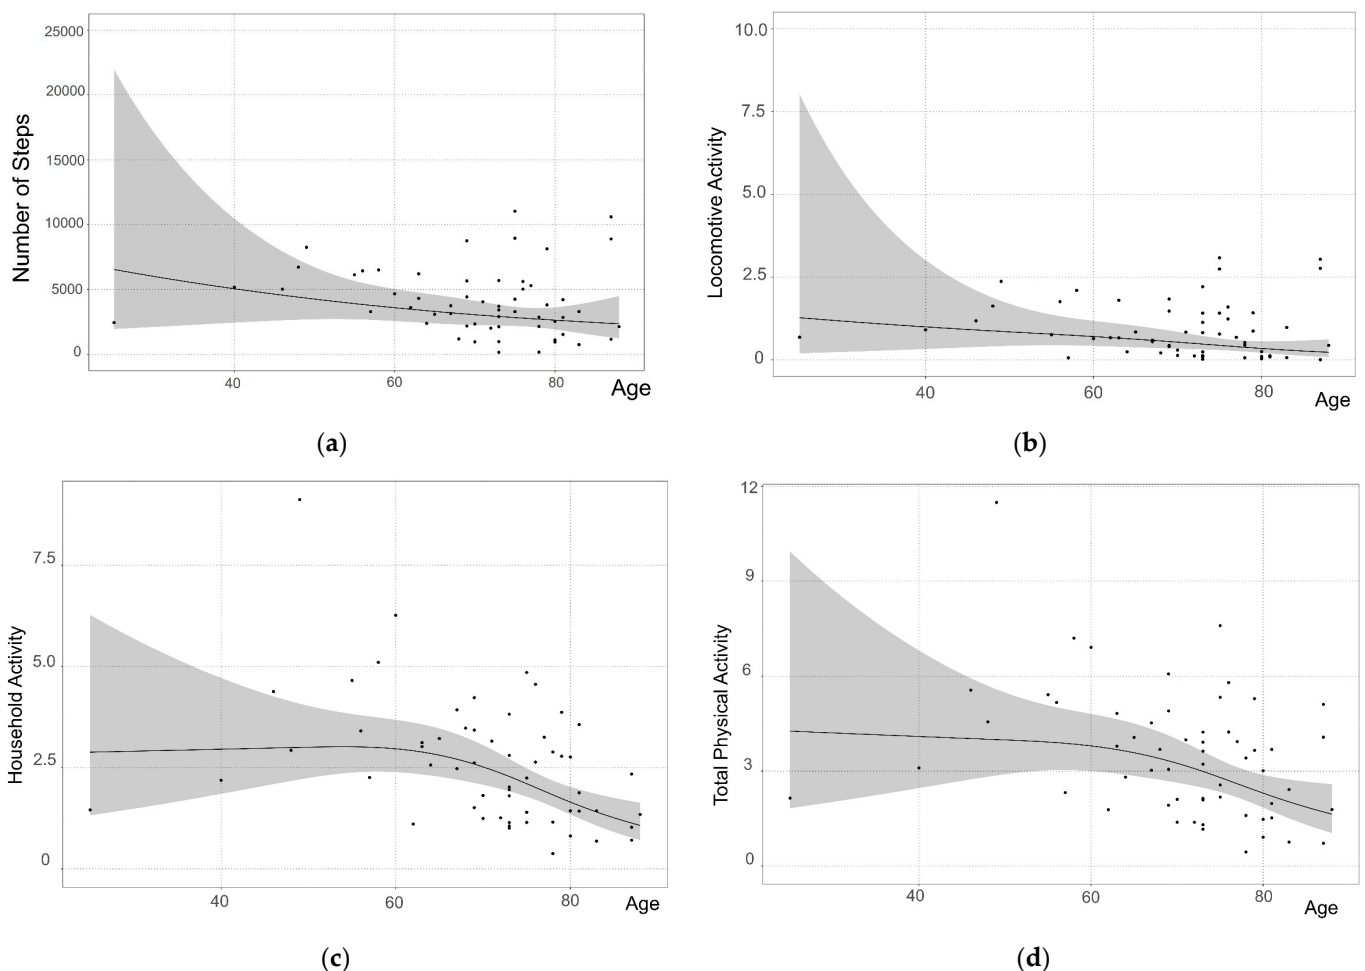 25000
20000
15000
10000
5000
0
Number of Steps
40
60
80
Age
(a)
10.0
7.5
5.0
2.5
0
Locomotive Activity
40
60
80
Age
(b)
7.5
5.0
2.5
0
Household Activity
40
60
80
Age
(c)
12
9
6
3
0
Total Physical Activity
40
60
80
Age
(d)